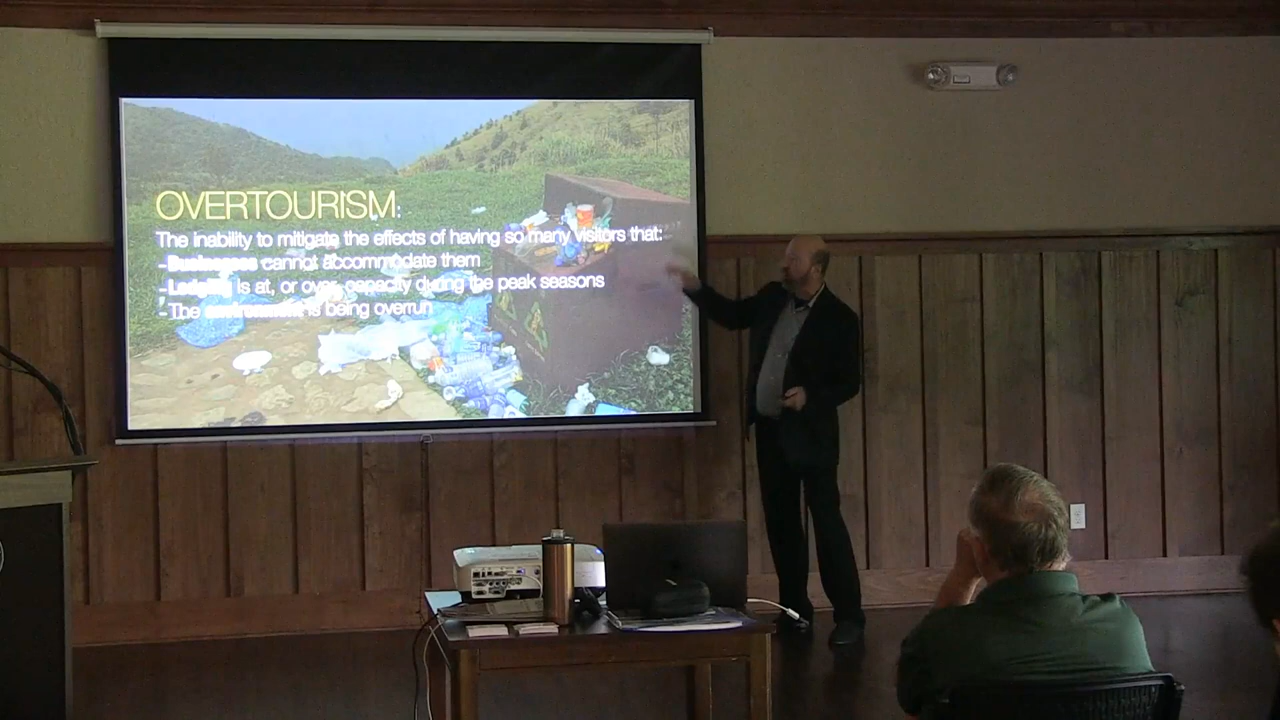 OVERTOURISM:
The inability to mitigate the effects of having so many visitors that:
- Businesses cannot accommodate them
- Lodging is at, or over, capacity during the peak seasons
- The environment is being overrun